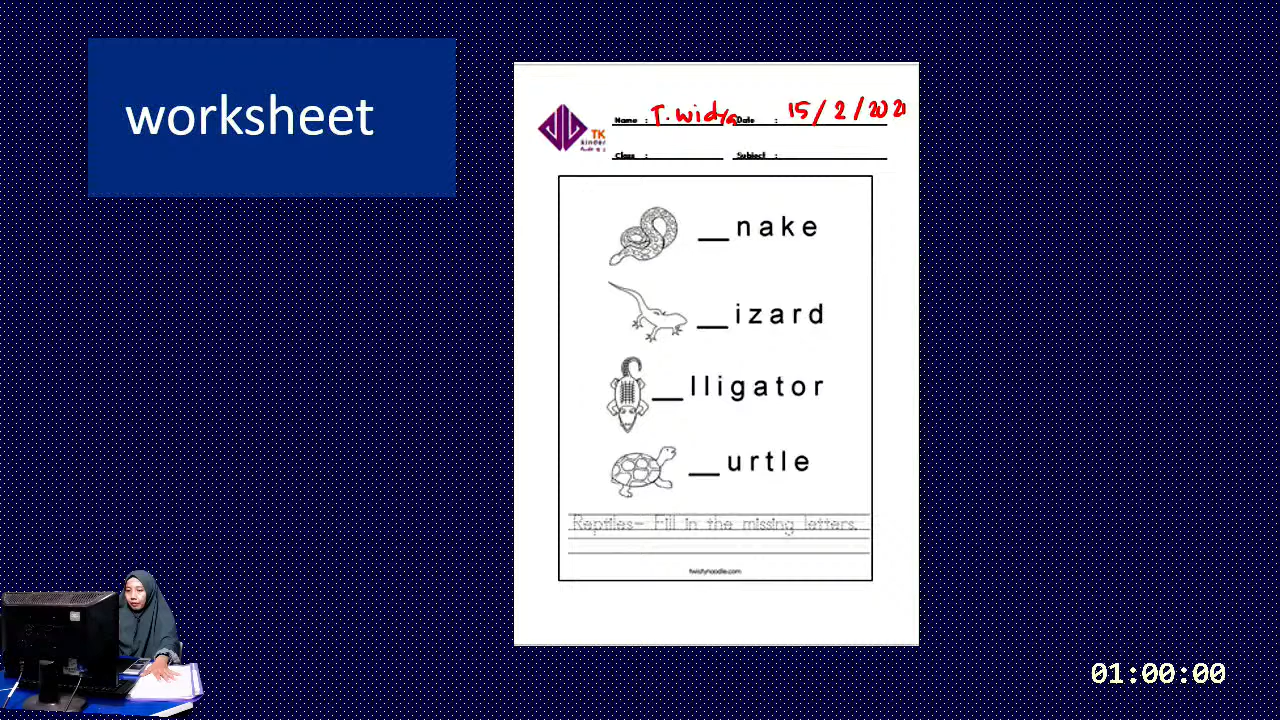 worksheet
Name : T. widya Date : 15/2/2021
TK
kinder
Class : Subject :
__nake
__izard
__lligator
__urtle
Reptiles- Fill in the missing letters.
twistynoodle.com
01:00:00